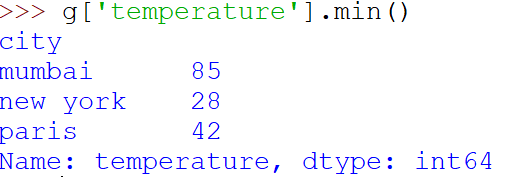 >>> g['temperature'].min()
city
mumbai      85
new york    28
paris       42
Name: temperature, dtype: int64